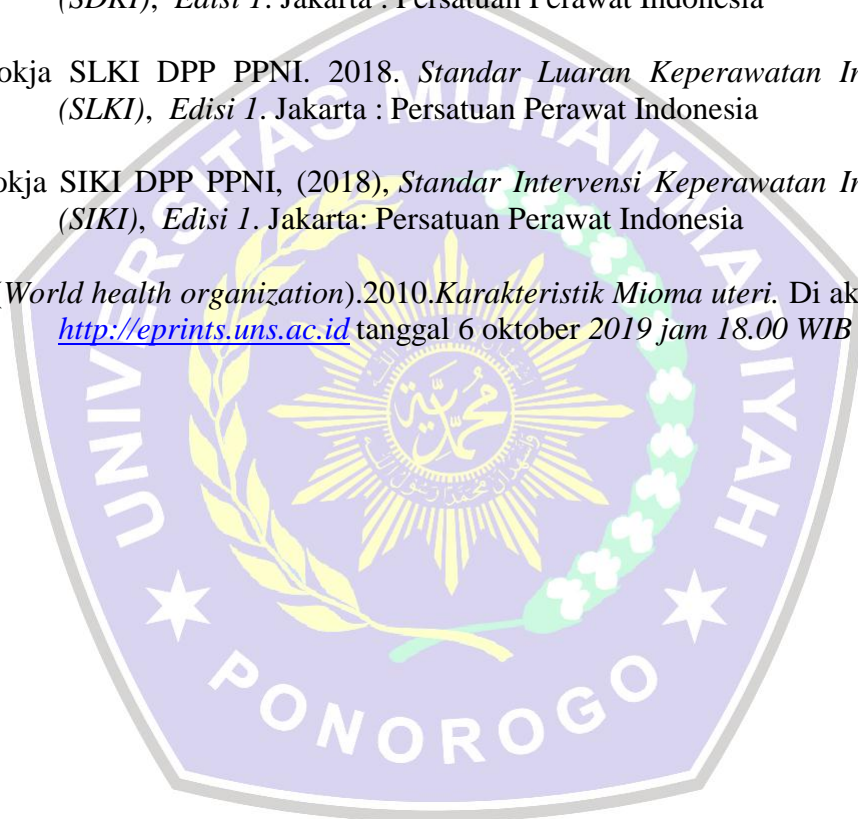 (SDKI), Edisi 1. Jakarta : Persatuan Perawat Indonesia
okja SLKI DPP PPNI. 2018. Standar Luaran Keperawatan In
(SLKI), Edisi 1. Jakarta : Persatuan Perawat Indonesia
okja SIKI DPP PPNI, (2018), Standar Intervensi Keperawatan In
(SIKI), Edisi 1. Jakarta: Persatuan Perawat Indonesia
(World health organization).2010.Karakteristik Mioma uteri. Di ak
http://eprints.uns.ac.id tanggal 6 oktober 2019 jam 18.00 WIB
UNIVERSITAS MUHAMMADIYAH
PONOROGO
محمدية